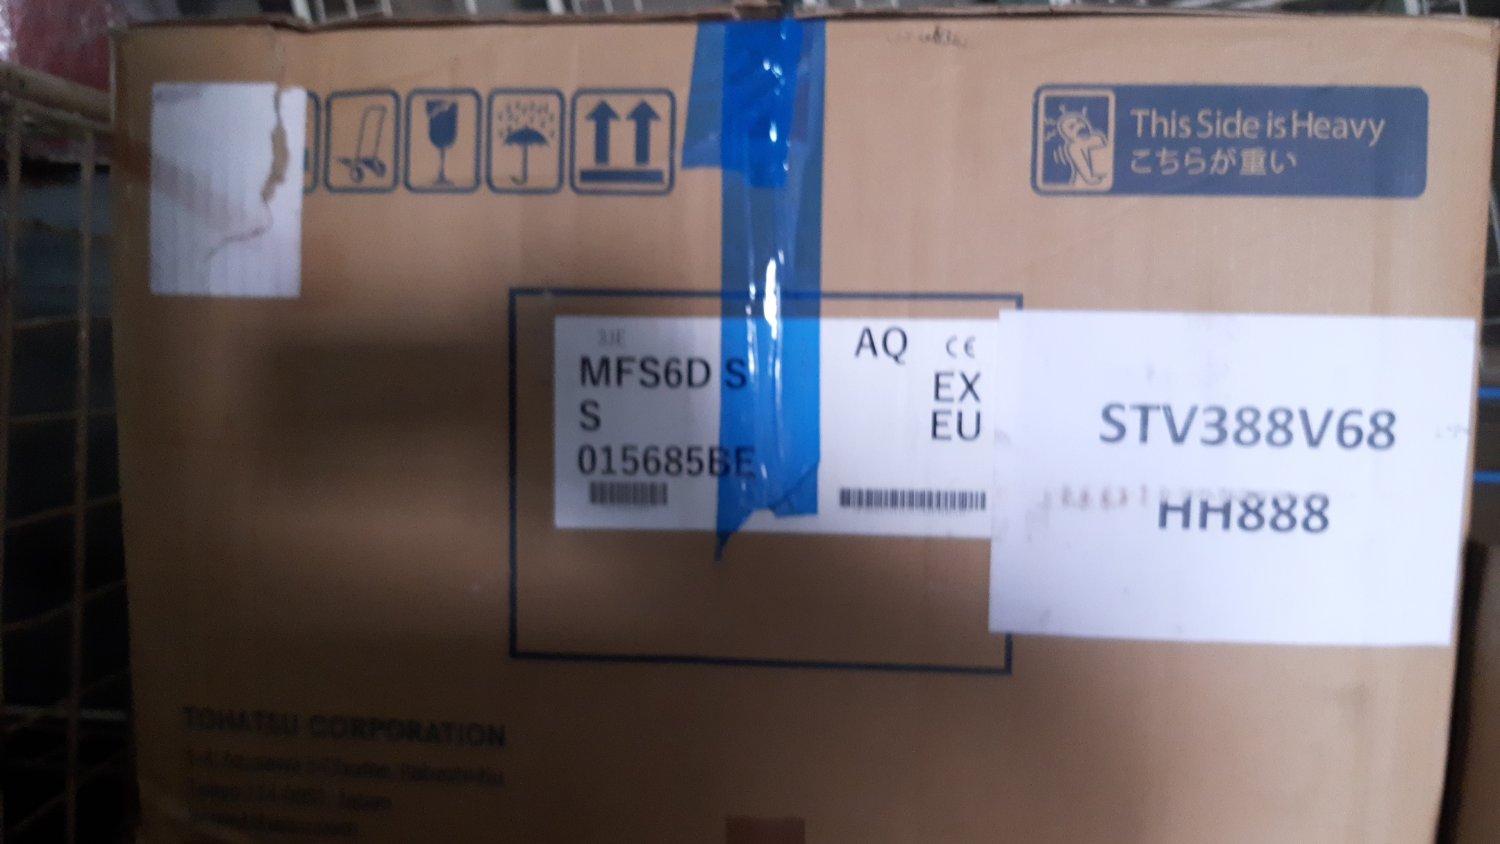 This Side is Heavy
こちらが重い
AQ
CE
MFS6D S
EX
S
EU
015685BE
STV388V68
HH888
TOHATSU CORPORATION